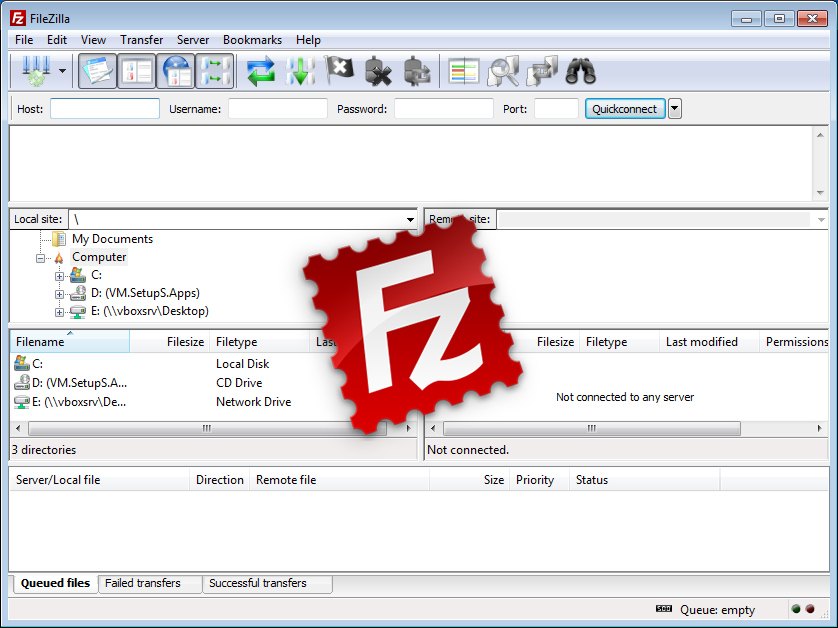 FileZilla
File Edit View Transfer Server Bookmarks Help
Host: Username: Password: Port: Quickconnect
Local site: \ Remote site:
My Documents
Computer
C:
D: (VM.SetupS.Apps)
E: (\\vboxsrv\Desktop)
Filename Filesize Filetype Last Filesize Filetype Last modified Permissions
C: Local Disk
D: (VM.SetupS.A... CD Drive
E: (\\vboxsrv\De... Network Drive
Not connected to any server
3 directories Not connected.
Server/Local file Direction Remote file Size Priority Status
Queued files Failed transfers Successful transfers
Queue: empty
Fz